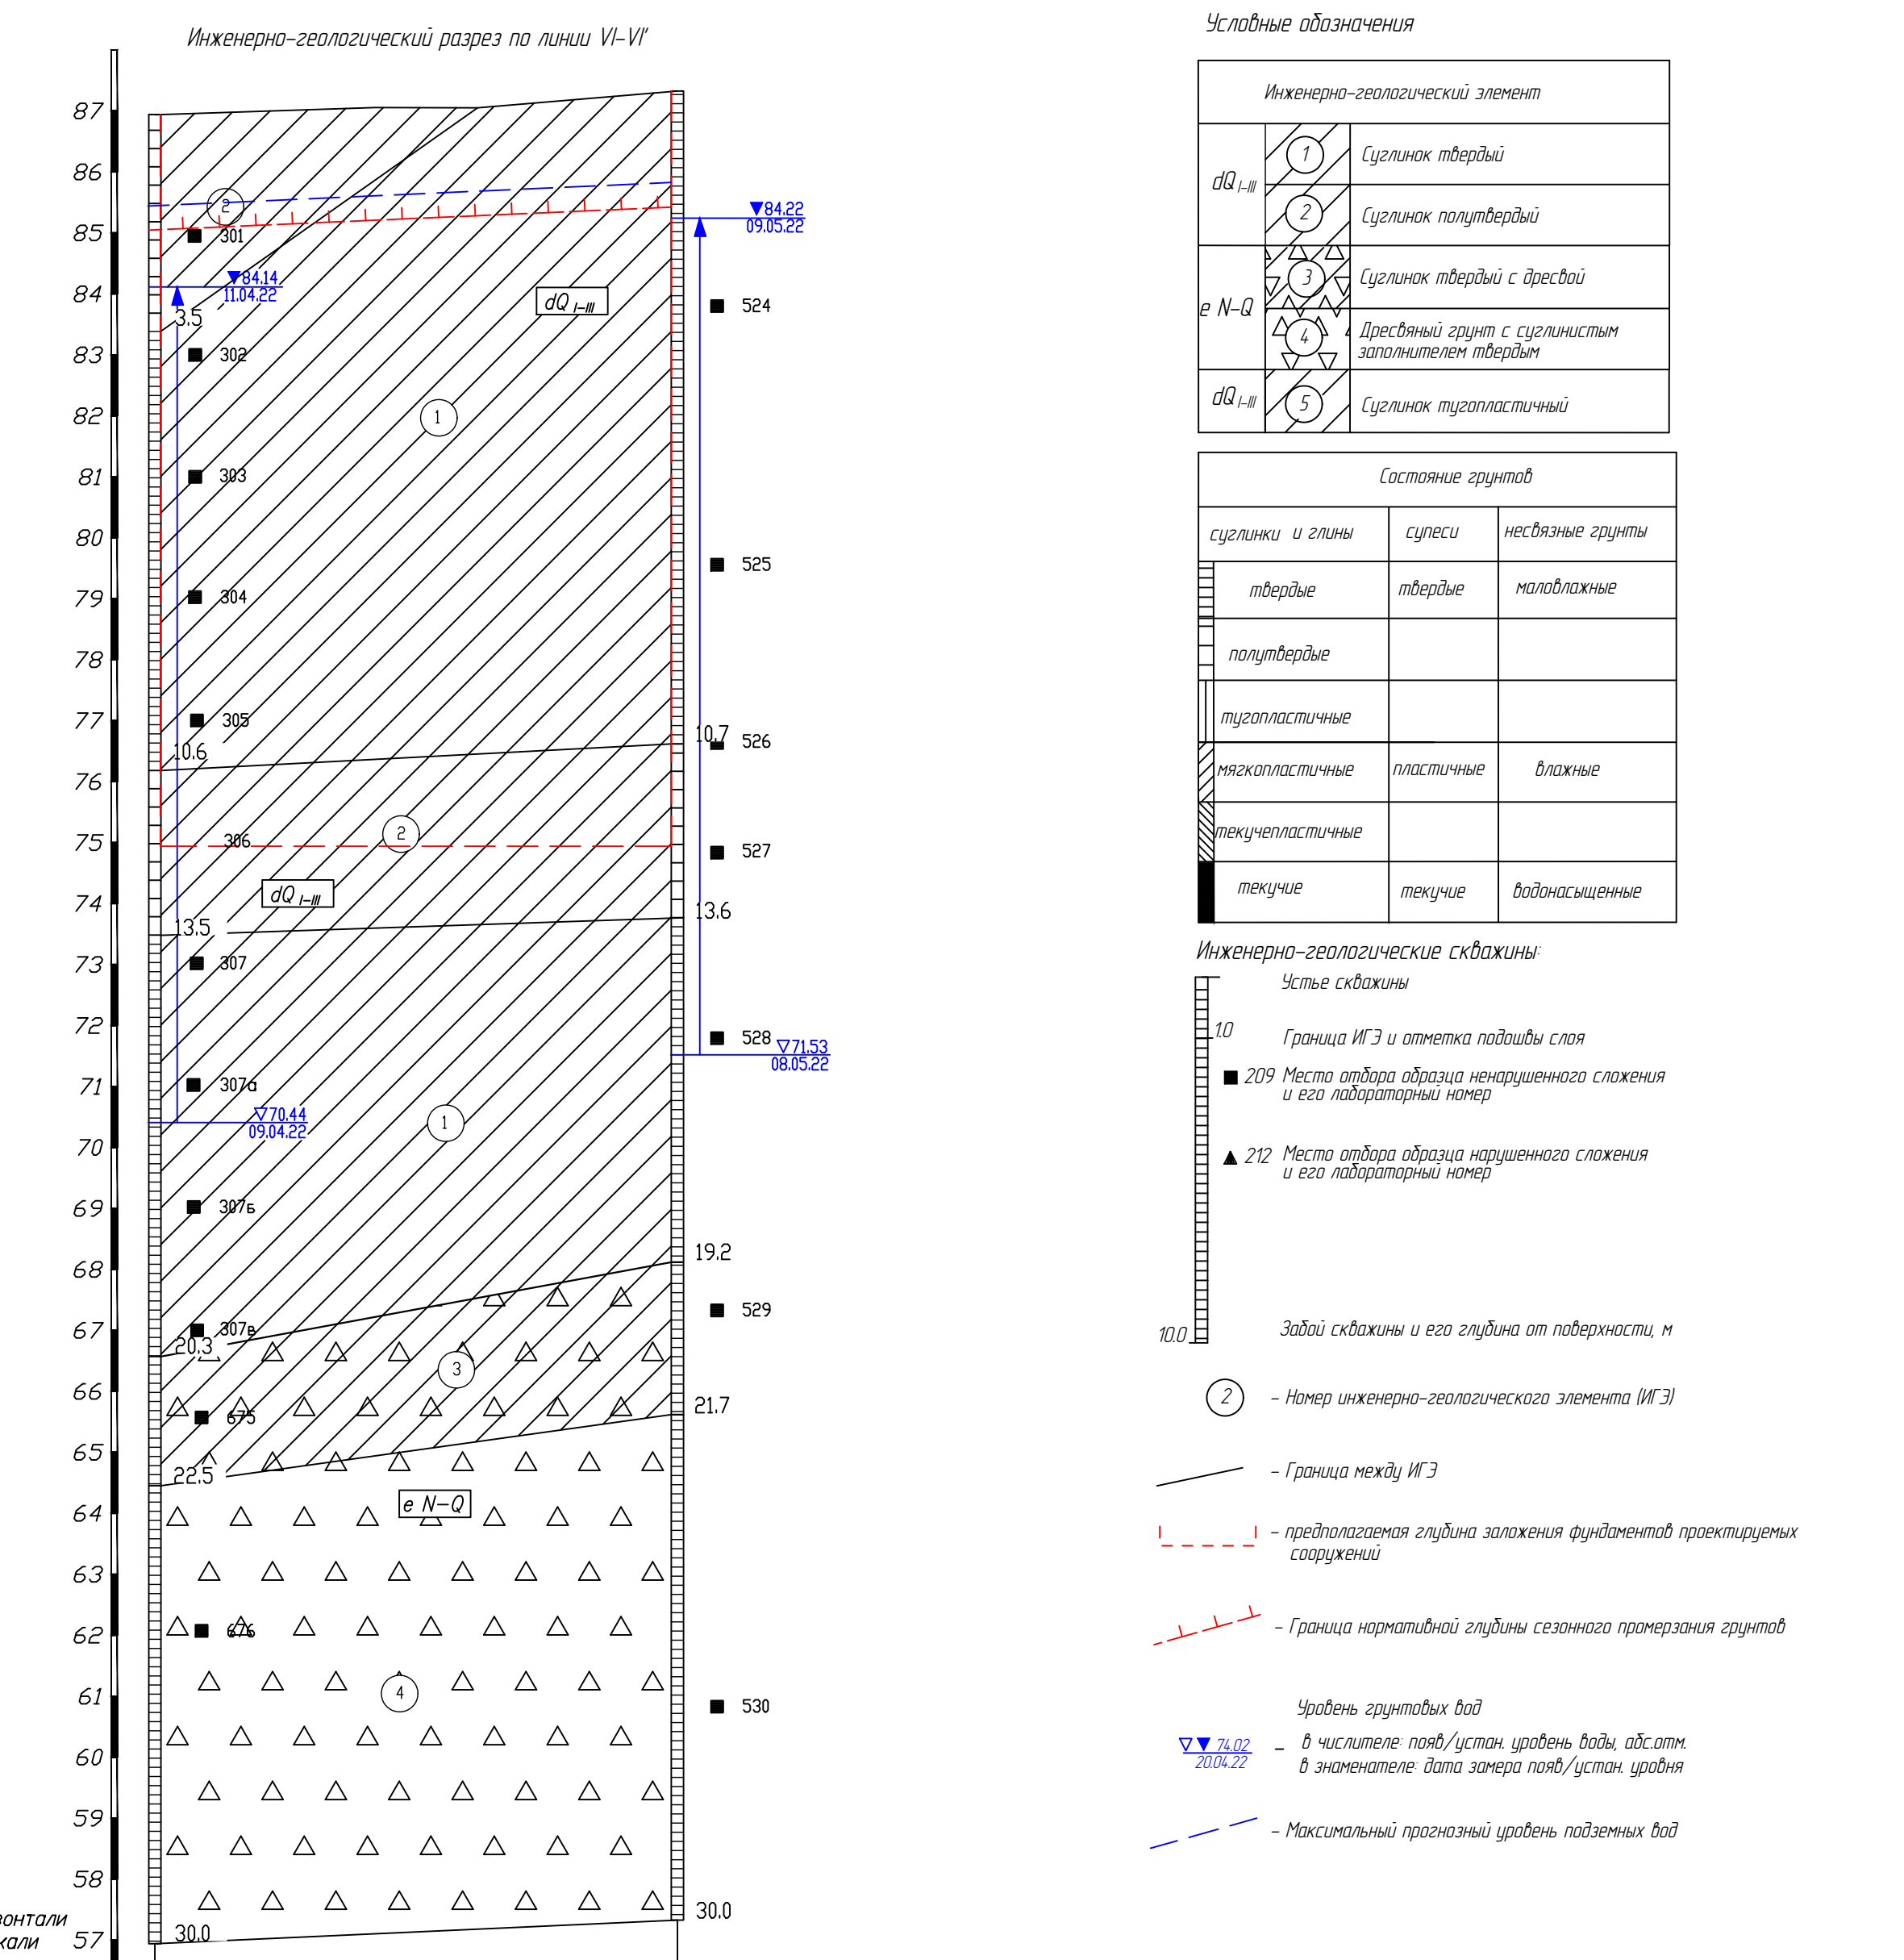 Инженерно-геологический разрез по линии VI-VI'
87
86
85
84
83
82
81
80
79
78
77
76
75
74
73
72
71
70
69
68
67
66
65
64
63
62
61
60
59
58
57
2
301
84.14
11.04.22
3.5
302
303
304
305
10.6
306
13.5
307
307а
70.44
09.04.22
307Б
307в
20.3
675
22.5
676
30.0
dQ I-III
1
2
dQ I-III
1
3
e N-Q
4
84.22
09.05.22
524
525
10.7
526
527
13.6
528
71.53
08.05.22
19.2
529
21.7
530
30.0
Условные обозначения
Инженерно-геологический элемент
dQ I-III
1 Суглинок твердый
2 Суглинок полутвердый
e N-Q
3 Суглинок твердый с дресвой
4 Дресвяный грунт с суглинистым
заполнителем твердым
dQ I-III
5 Суглинок тугопластичный
Состояние грунтов
суглинки и глины супеси несвязные грунты
твердые твердые маловлажные
полутвердые
тугопластичные
мягкопластичные пластичные влажные
текучепластичные
текучие текучие водонасыщенные
Инженерно-геологические скважины:
Устье скважины
1.0 Граница ИГЭ и отметка подошвы слоя
209 Место отбора образца ненарушенного сложения
и его лабораторный номер
212 Место отбора образца нарушенного сложения
и его лабораторный номер
10.0 Забой скважины и его глубина от поверхности, м
2 - Номер инженерно-геологического элемента (ИГЭ)
- Граница между ИГЭ
- предполагаемая глубина заложения фундаментов проектируемых
сооружений
- Граница нормативной глубины сезонного промерзания грунтов
Уровень грунтовых вод
74.02 - в числителе: появ/устан. уровень воды, абс.отм.
20.04.22 в знаменателе: дата замера появ/устан. уровня
- Максимальный прогнозный уровень подземных вод